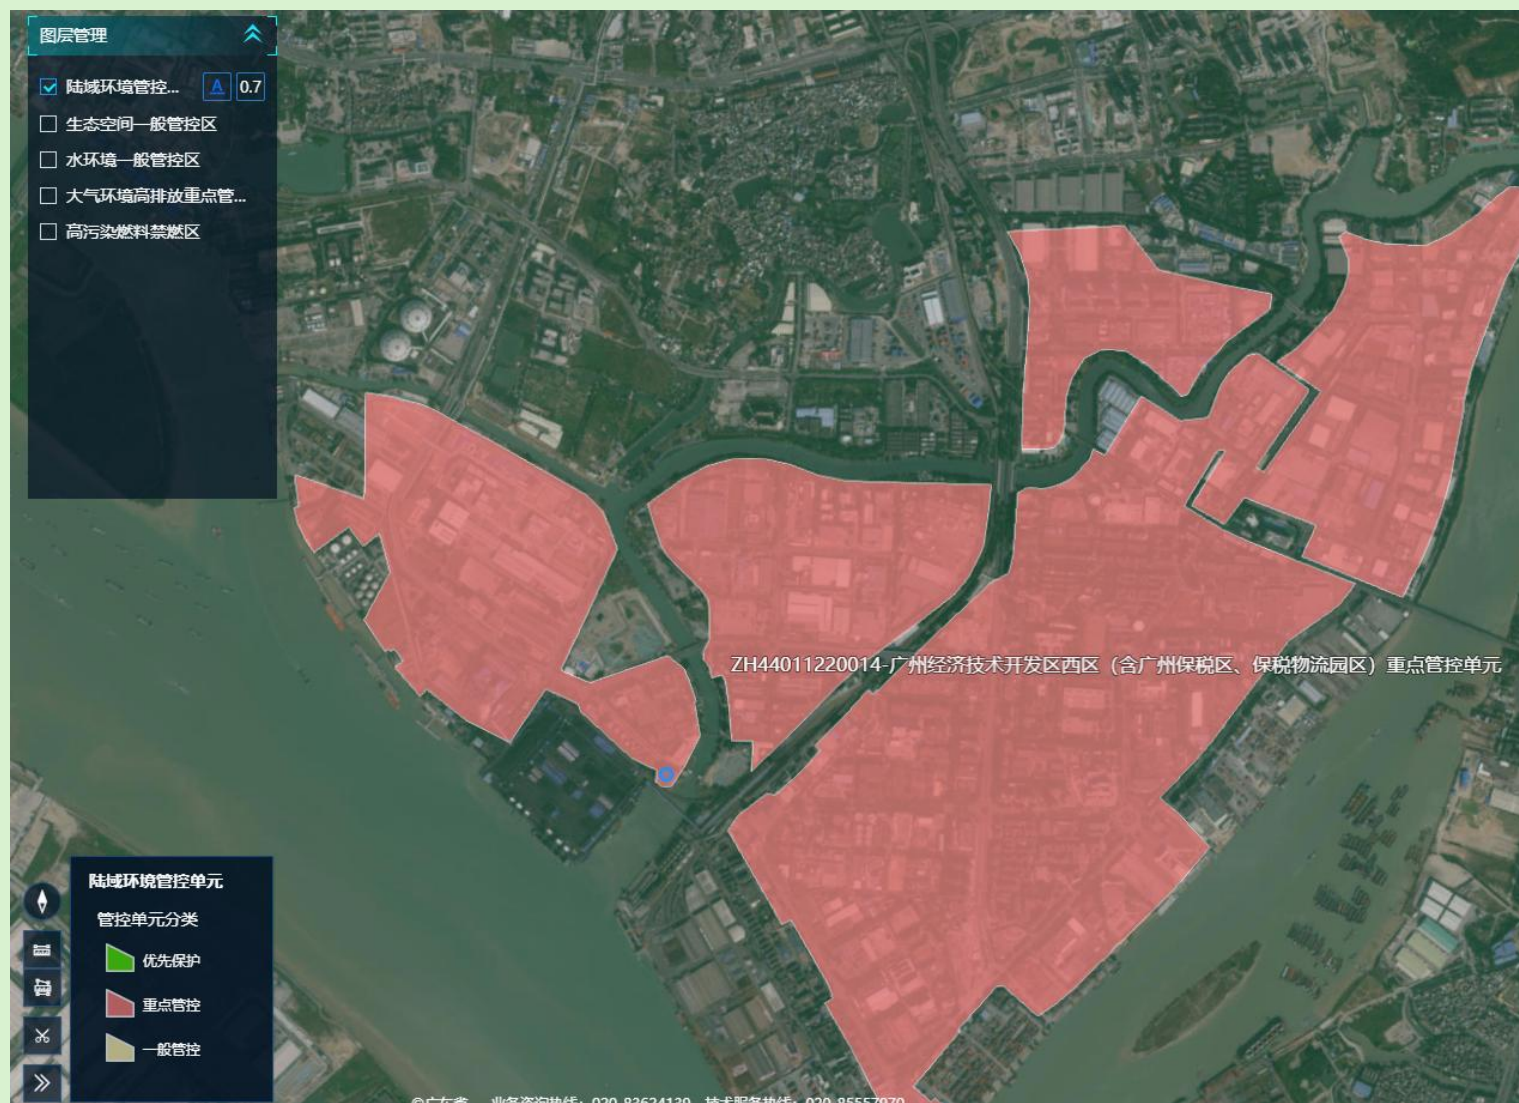 图层管理
陆域环境管控... A 0.7
生态空间一般管控区
水环境一般管控区
大气环境高排放重点管...
高污染燃料禁燃区
ZH44011220014-广州经济技术开发区西区（含广州保税区、保税物流园区）重点管控单元
陆域环境管控单元
管控单元分类
优先保护
重点管控
一般管控